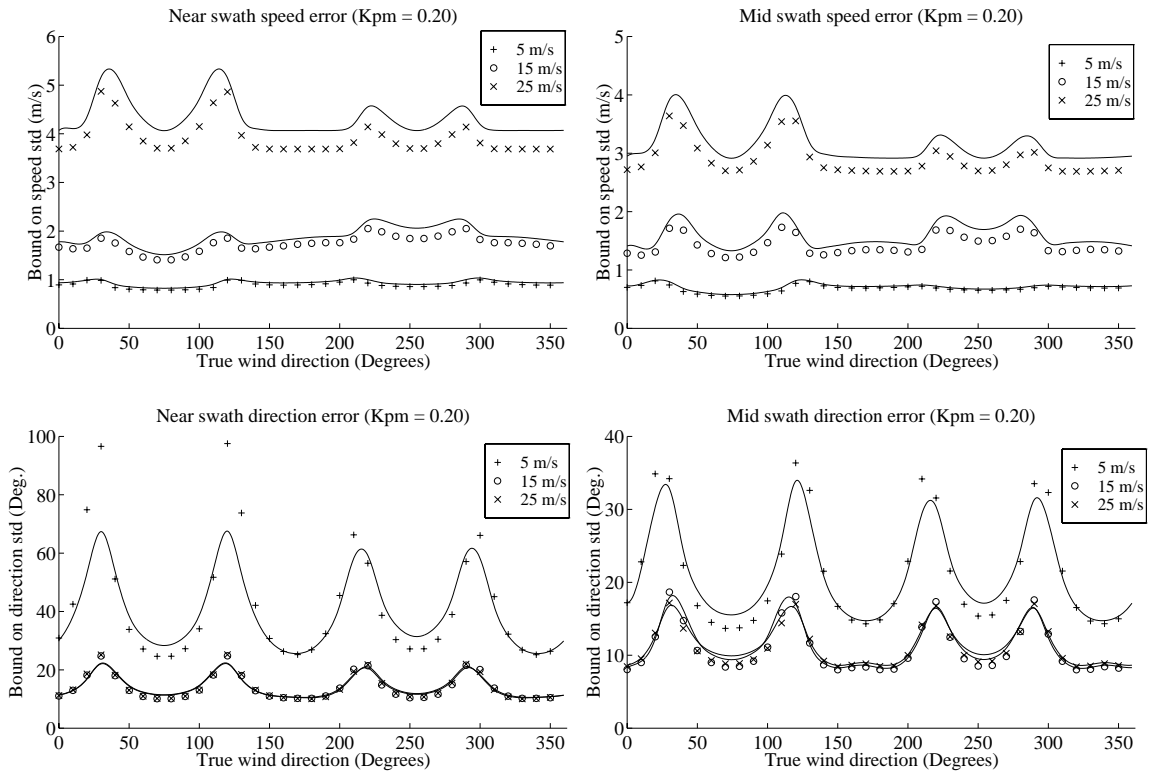 Near swath speed error (Kpm = 0.20)
Bound on speed std (m/s)
6
5
4
3
2
1
0
0 50 100 150 200 250 300 350
True wind direction (Degrees)
+ 5 m/s
o 15 m/s
× 25 m/s
Mid swath speed error (Kpm = 0.20)
Bound on speed std (m/s)
5
4
3
2
1
0
0 50 100 150 200 250 300 350
True wind direction (Degrees)
+ 5 m/s
o 15 m/s
× 25 m/s
Near swath direction error (Kpm = 0.20)
Bound on direction std (Deg.)
100
80
60
40
20
0
0 50 100 150 200 250 300 350
True wind direction (Degrees)
+ 5 m/s
o 15 m/s
× 25 m/s
Mid swath direction error (Kpm = 0.20)
Bound on direction std (Deg.)
40
30
20
10
0
0 50 100 150 200 250 300 350
True wind direction (Degrees)
+ 5 m/s
o 15 m/s
× 25 m/s